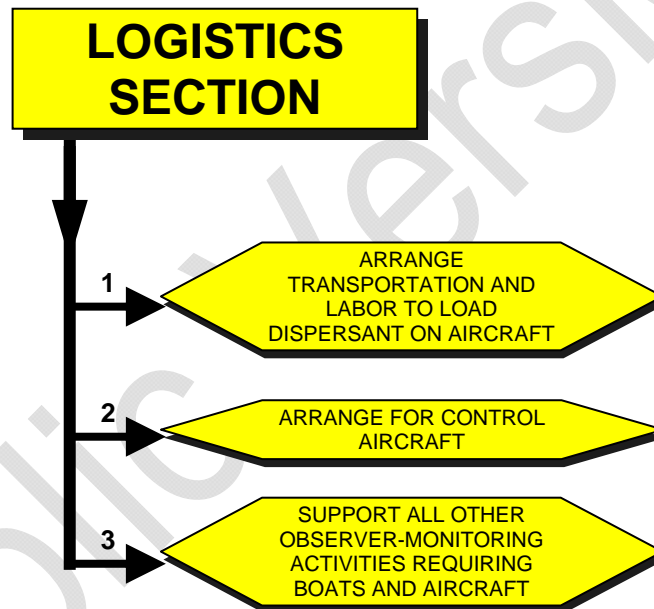 LOGISTICS
SECTION
1
ARRANGE
TRANSPORTATION AND
LABOR TO LOAD
DISPERSANT ON AIRCRAFT
2
ARRANGE FOR CONTROL
AIRCRAFT
3
SUPPORT ALL OTHER
OBSERVER-MONITORING
ACTIVITIES REQUIRING
BOATS AND AIRCRAFT